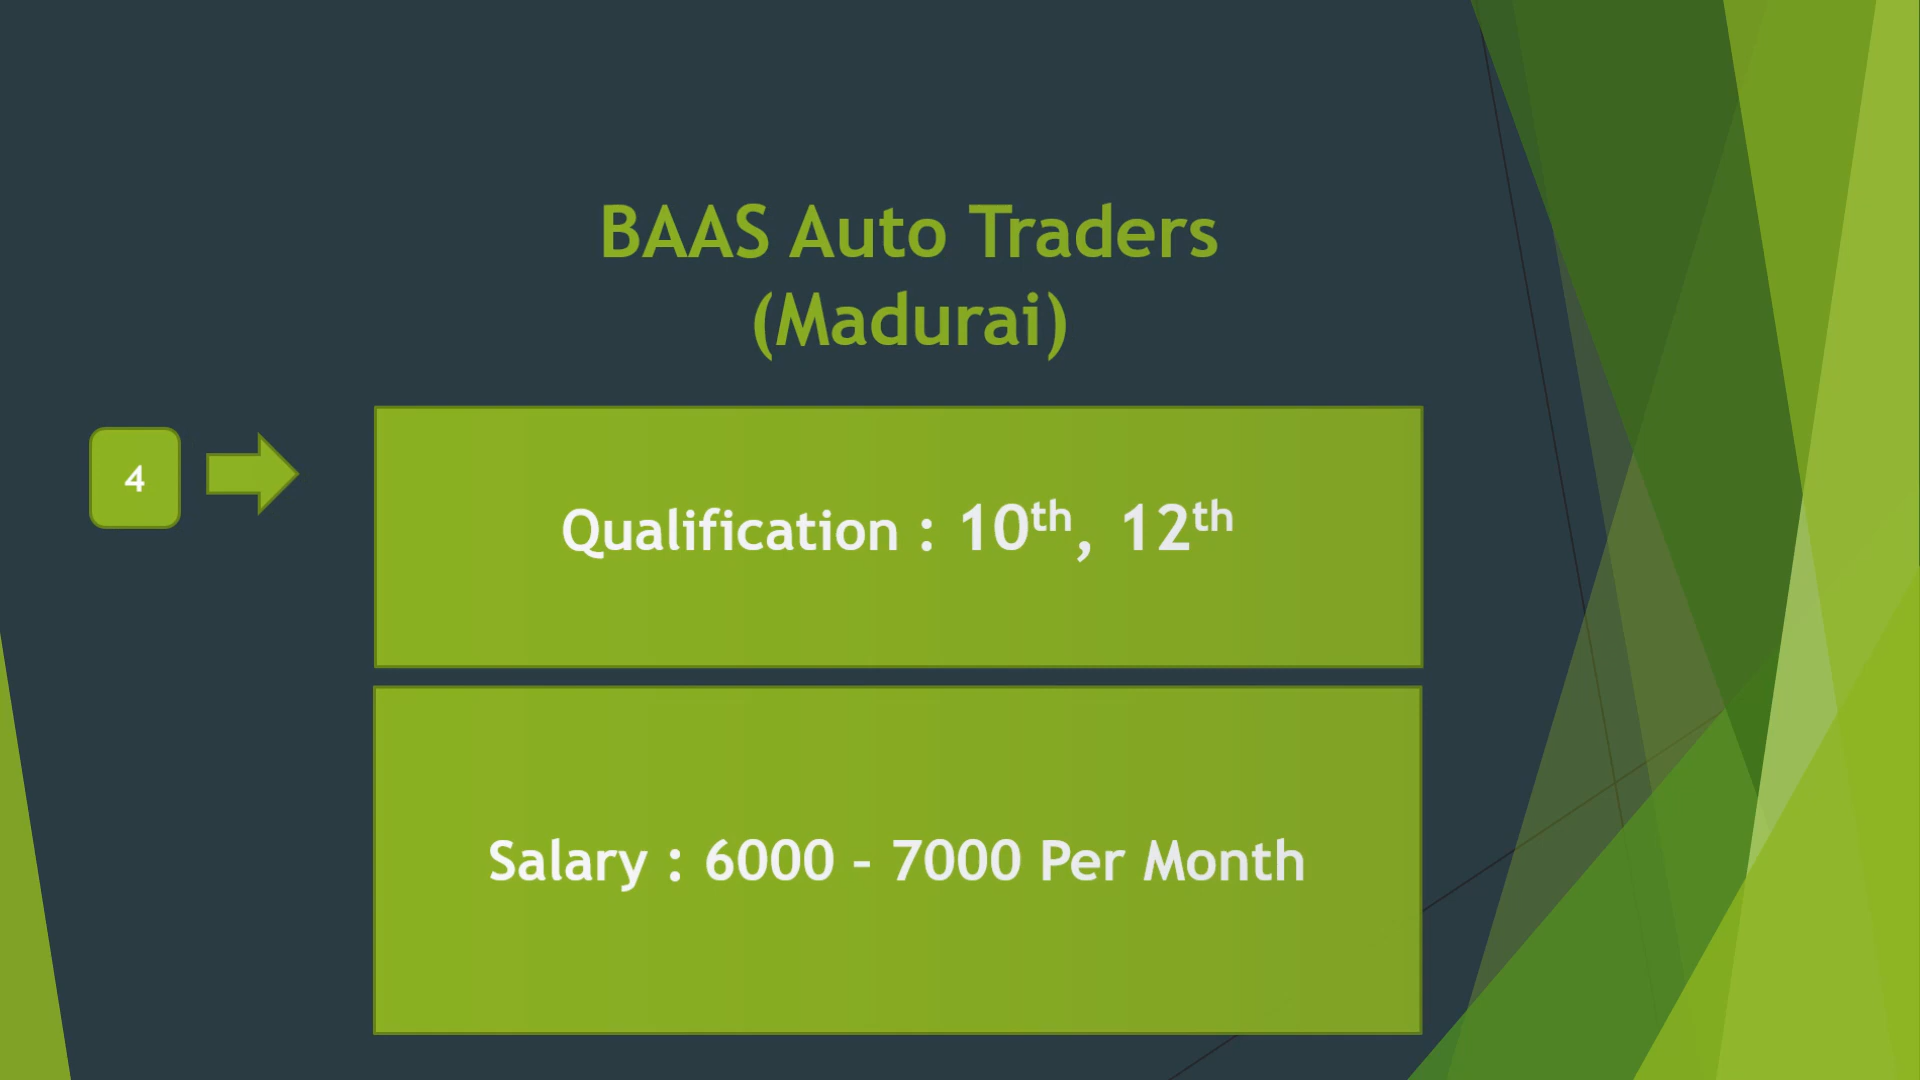 BAAS Auto Traders
(Madurai)
4
Qualification : 10th, 12th
Salary : 6000 – 7000 Per Month